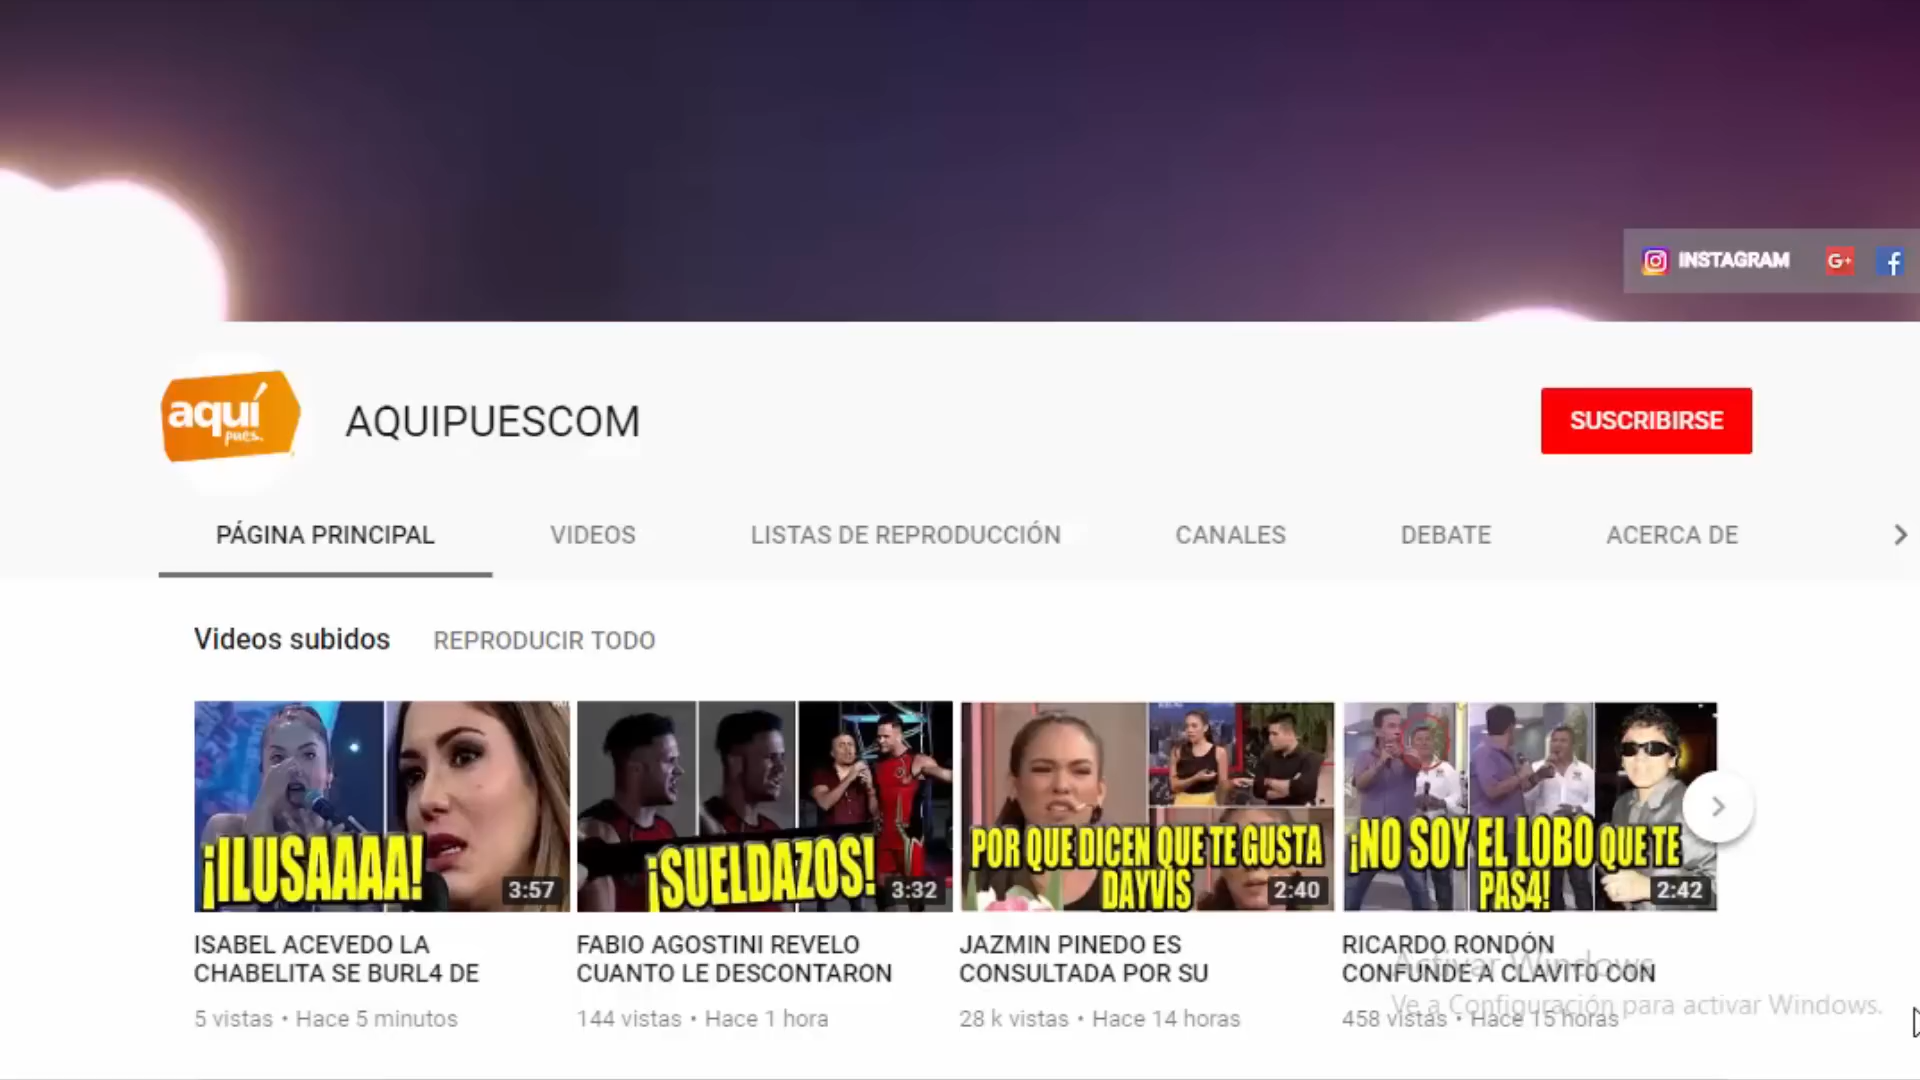 INSTAGRAM
G+
f
aquí
pues.
AQUIPUESCOM
SUSCRIBIRSE
PÁGINA PRINCIPAL
VIDEOS
LISTAS DE REPRODUCCIÓN
CANALES
DEBATE
ACERCA DE
Videos subidos
REPRODUCIR TODO
¡ILUSAAAA!
3:57
¡SUELDAZOS!
3:32
POR QUE DICEN QUE TE GUSTA
DAYVIS
2:40
¡NO SOY EL LOBO QUE TE
PAS4!
2:42
ISABEL ACEVEDO LA
CHABELITA SE BURL4 DE
5 vistas • Hace 5 minutos
FABIO AGOSTINI REVELO
CUANTO LE DESCONTARON
144 vistas • Hace 1 hora
JAZMIN PINEDO ES
CONSULTADA POR SU
28 k vistas • Hace 14 horas
RICARDO RONDÓN
CONFUNDE A CLAVIT0 CON
458 vistas • Hace 15 horas
Activar Windows
Ve a Configuración para activar Windows.